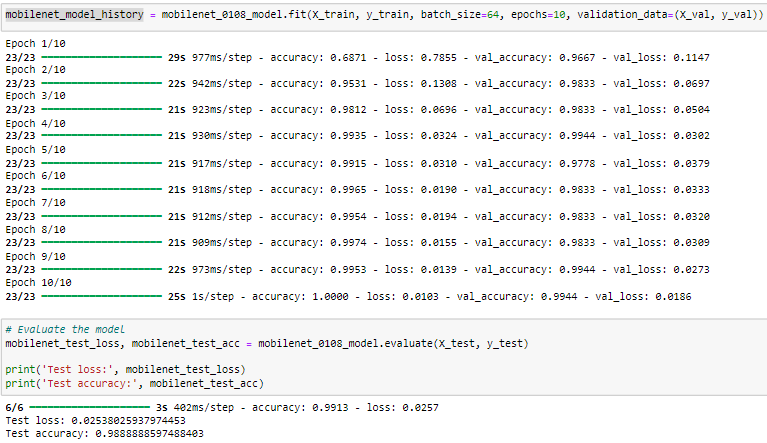 mobilenet_model_history = mobilenet_0108_model.fit(X_train, y_train, batch_size=64, epochs=10, validation_data=(X_val, y_val))
Epoch 1/10
23/23 ━━━━━━━━━━━━━━━━━━━━ 29s 977ms/step - accuracy: 0.6871 - loss: 0.7855 - val_accuracy: 0.9667 - val_loss: 0.1147
Epoch 2/10
23/23 ━━━━━━━━━━━━━━━━━━━━ 22s 942ms/step - accuracy: 0.9531 - loss: 0.1308 - val_accuracy: 0.9833 - val_loss: 0.0697
Epoch 3/10
23/23 ━━━━━━━━━━━━━━━━━━━━ 21s 923ms/step - accuracy: 0.9812 - loss: 0.0696 - val_accuracy: 0.9833 - val_loss: 0.0504
Epoch 4/10
23/23 ━━━━━━━━━━━━━━━━━━━━ 21s 930ms/step - accuracy: 0.9935 - loss: 0.0324 - val_accuracy: 0.9944 - val_loss: 0.0302
Epoch 5/10
23/23 ━━━━━━━━━━━━━━━━━━━━ 21s 917ms/step - accuracy: 0.9915 - loss: 0.0310 - val_accuracy: 0.9778 - val_loss: 0.0379
Epoch 6/10
23/23 ━━━━━━━━━━━━━━━━━━━━ 21s 918ms/step - accuracy: 0.9965 - loss: 0.0190 - val_accuracy: 0.9833 - val_loss: 0.0333
Epoch 7/10
23/23 ━━━━━━━━━━━━━━━━━━━━ 21s 912ms/step - accuracy: 0.9954 - loss: 0.0194 - val_accuracy: 0.9833 - val_loss: 0.0320
Epoch 8/10
23/23 ━━━━━━━━━━━━━━━━━━━━ 21s 909ms/step - accuracy: 0.9974 - loss: 0.0155 - val_accuracy: 0.9833 - val_loss: 0.0309
Epoch 9/10
23/23 ━━━━━━━━━━━━━━━━━━━━ 22s 973ms/step - accuracy: 0.9953 - loss: 0.0139 - val_accuracy: 0.9944 - val_loss: 0.0273
Epoch 10/10
23/23 ━━━━━━━━━━━━━━━━━━━━ 25s 1s/step - accuracy: 1.0000 - loss: 0.0103 - val_accuracy: 0.9944 - val_loss: 0.0186
# Evaluate the model
mobilenet_test_loss, mobilenet_test_acc = mobilenet_0108_model.evaluate(X_test, y_test)
print('Test loss:', mobilenet_test_loss)
print('Test accuracy:', mobilenet_test_acc)
6/6 ━━━━━━━━━━━━━━━━━━━━ 3s 402ms/step - accuracy: 0.9913 - loss: 0.0257
Test loss: 0.02538025937974453
Test accuracy: 0.9888888597488403